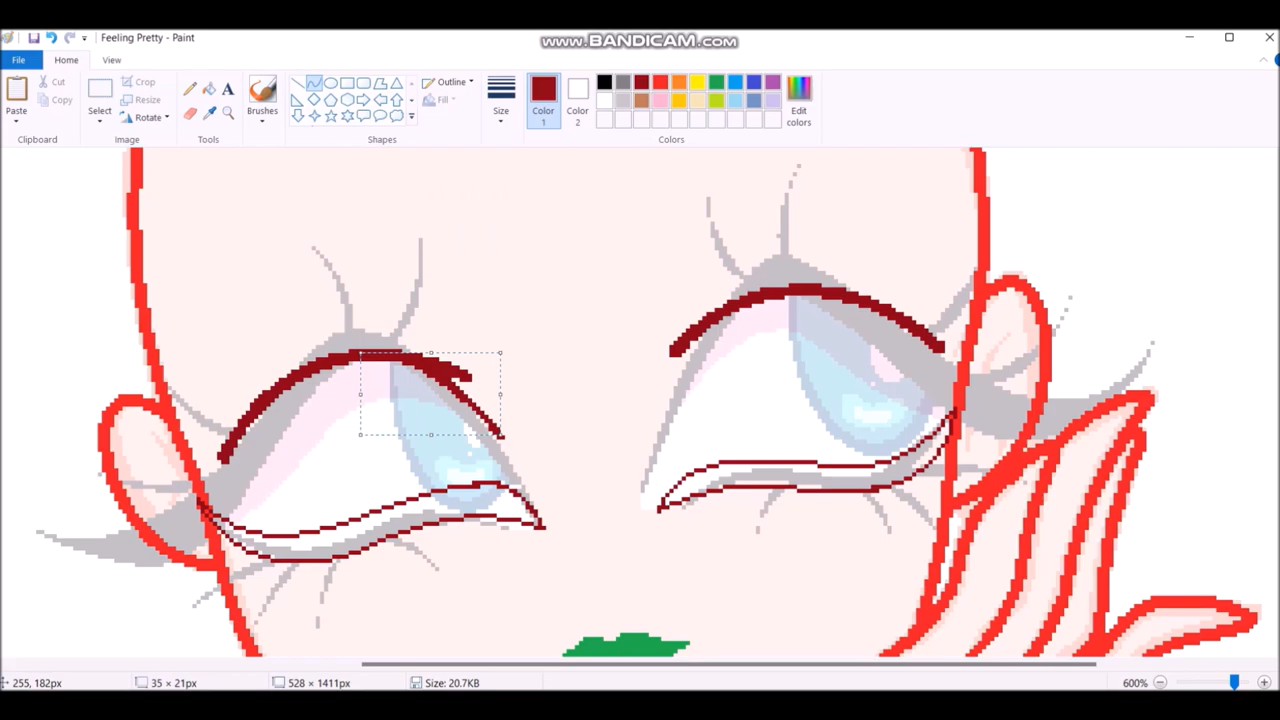 Feeling Pretty - Paint
www.BANDICAM.com
File
Home
View
Paste
Cut
Copy
Clipboard
Select
Crop
Resize
Rotate
Image
A
Tools
Brushes
Outline
Fill
Shapes
Size
Color
1
Color
2
Edit
colors
Colors
255, 182px
35 × 21px
528 × 1411px
Size: 20.7KB
600%